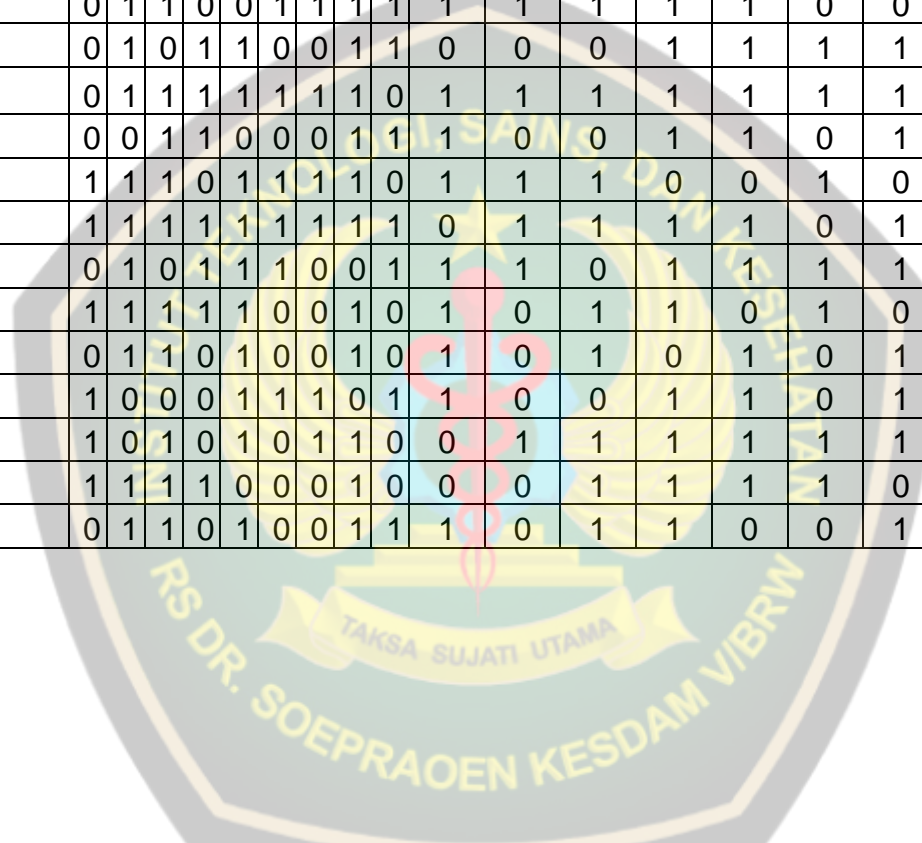 0 1 1 0 0 1 1 1 1 1 1 1 1 1 0 0
0 1 0 1 1 0 0 1 1 0 0 0 1 1 1 1
0 1 1 1 1 1 1 1 0 1 1 1 1 1 1 1
0 0 1 1 0 0 0 1 1 1 0 0 1 1 0 1
1 1 1 0 1 1 1 1 0 1 1 1 0 0 1 0
1 1 1 1 1 1 1 1 1 0 1 1 1 1 0 1
0 1 0 1 1 1 0 0 1 1 1 0 1 1 1 1
1 1 1 1 1 0 0 1 0 1 0 1 1 0 1 0
0 1 1 0 1 0 0 1 0 1 0 1 0 1 0 1
1 0 0 0 1 1 1 0 1 1 0 0 1 1 0 1
1 0 1 0 1 0 1 1 0 0 1 1 1 1 1 1
1 1 1 1 0 0 0 1 0 0 0 1 1 1 1 0
0 1 1 0 1 0 0 1 1 1 0 1 1 0 0 1
INSTITUT TEKNOLOGI, SAINS, DAN KESEHATAN
TAKSA SUJATI UTAMA
RS DR. SOEPRAOEN KESDAM V/BRW